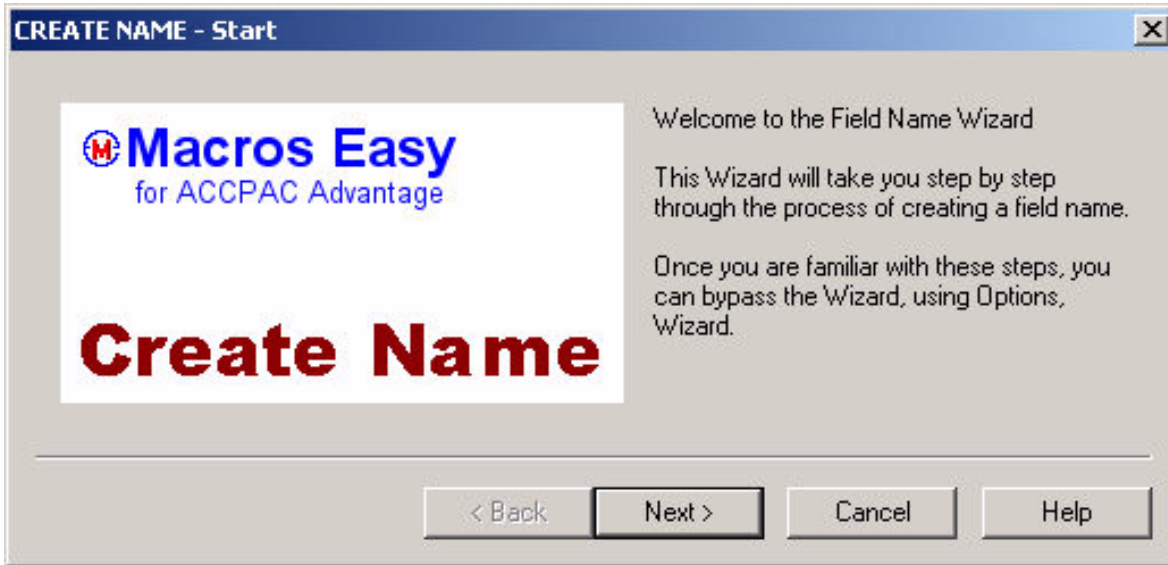 CREATE NAME - Start
M
Macros Easy
for ACCPAC Advantage
Create Name
Welcome to the Field Name Wizard
This Wizard will take you step by step
through the process of creating a field name.
Once you are familiar with these steps, you
can bypass the Wizard, using Options,
Wizard.
< Back
Next >
Cancel
Help